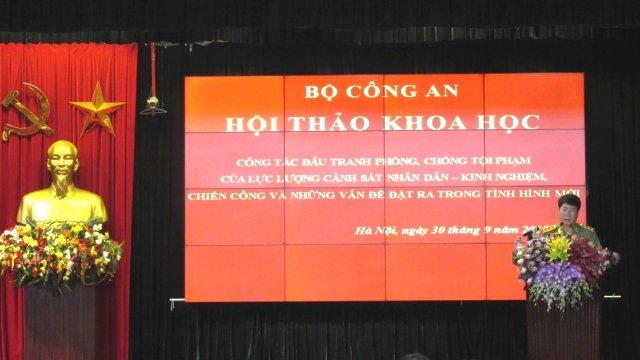 BỘ CÔNG AN
HỘI THẢO KHOA HỌC
CÔNG TÁC ĐẤU TRANH PHÒNG, CHỐNG TỘI PHẠM
CỦA LỰC LƯỢNG CẢNH SÁT NHÂN DÂN – KINH NGHIỆM,
CHIẾN CÔNG VÀ NHỮNG VẤN ĐỀ ĐẶT RA TRONG TÌNH HÌNH MỚI
Hà Nội, ngày 30 tháng 9 năm